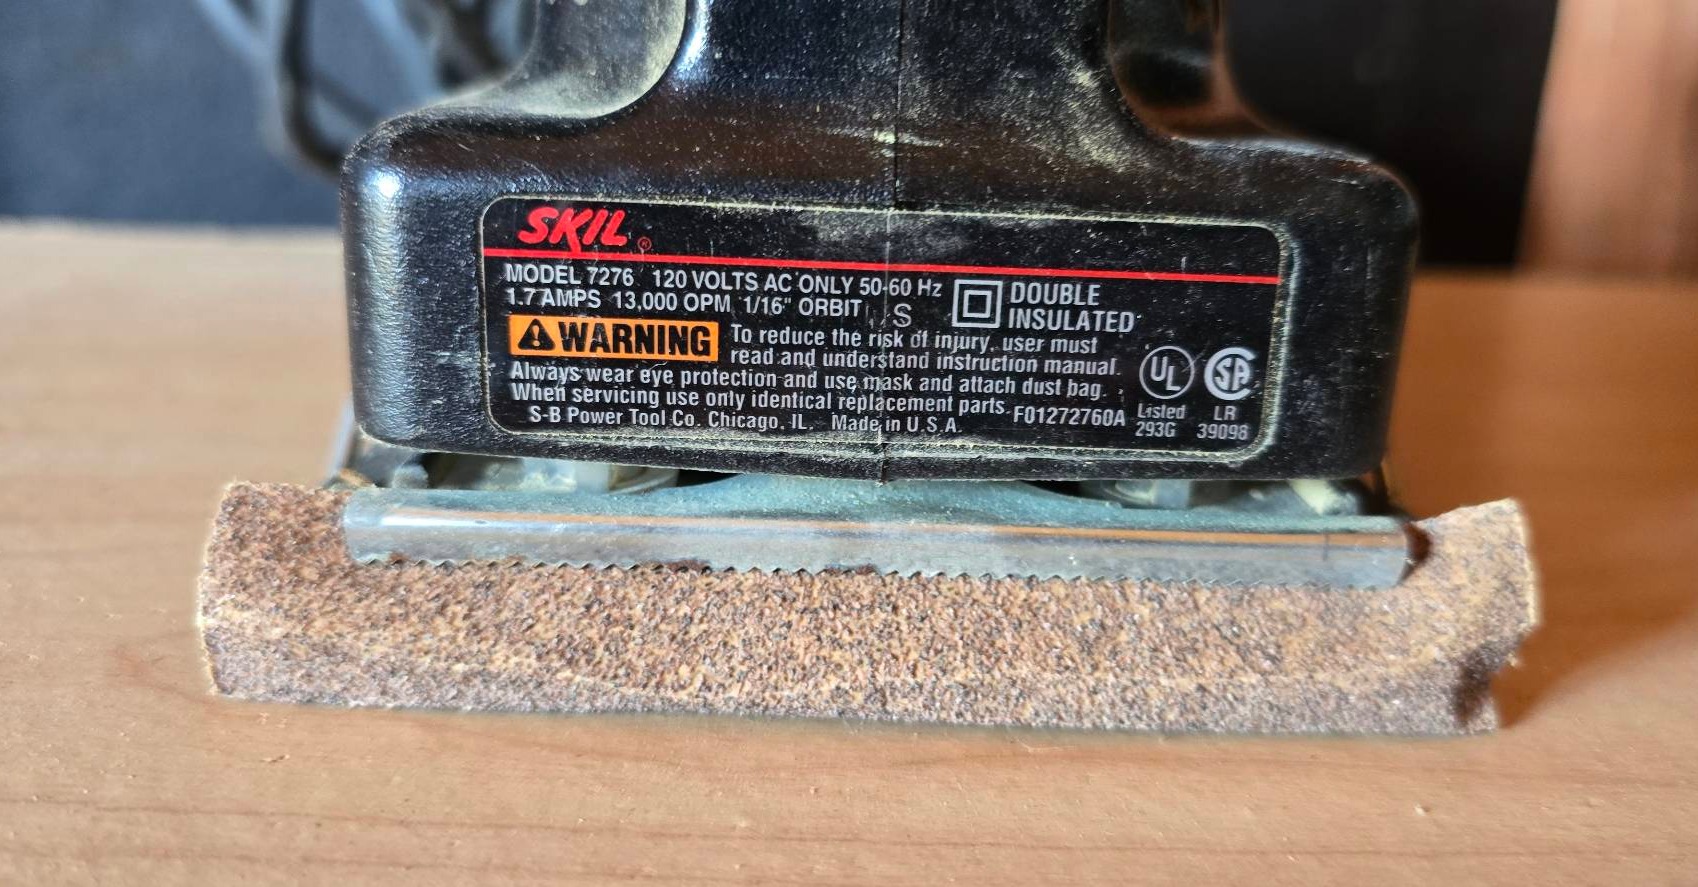 SKIL®
MODEL 7276 120 VOLTS AC ONLY 50-60 Hz
1.7 AMPS 13,000 OPM 1/16" ORBIT S
DOUBLE
INSULATED
WARNING To reduce the risk of injury, user must
read and understand instruction manual.
Always wear eye protection and use mask and attach dust bag.
When servicing use only identical replacement parts.
S-B Power Tool Co. Chicago, IL. Made in U.S.A. F01272760A
UL
Listed
293G
SA
LR
39098